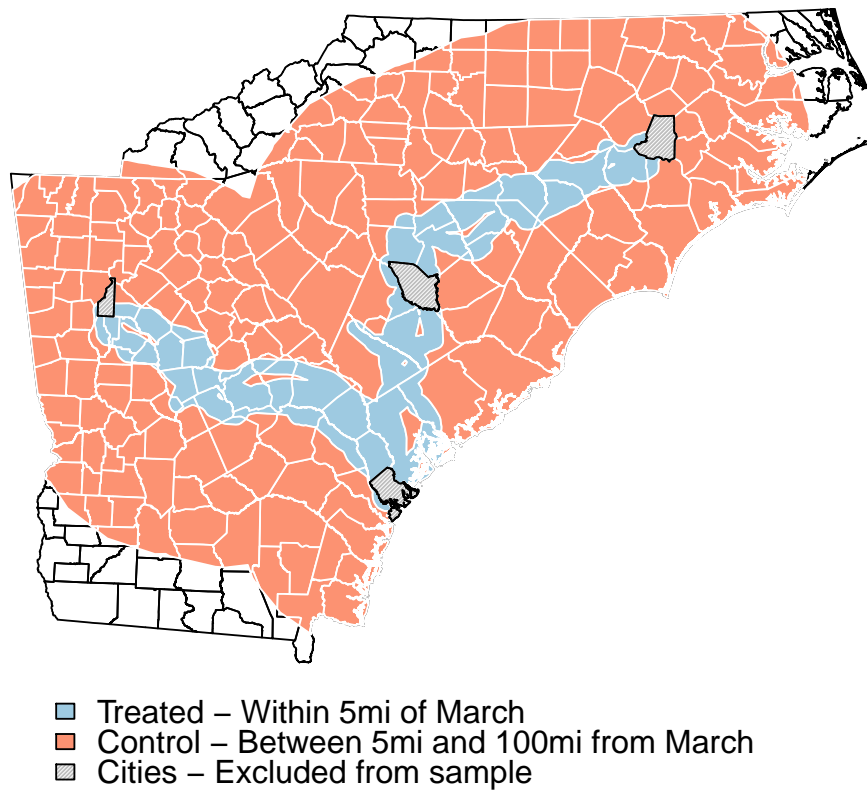 Treated – Within 5mi of March
Control – Between 5mi and 100mi from March
Cities – Excluded from sample